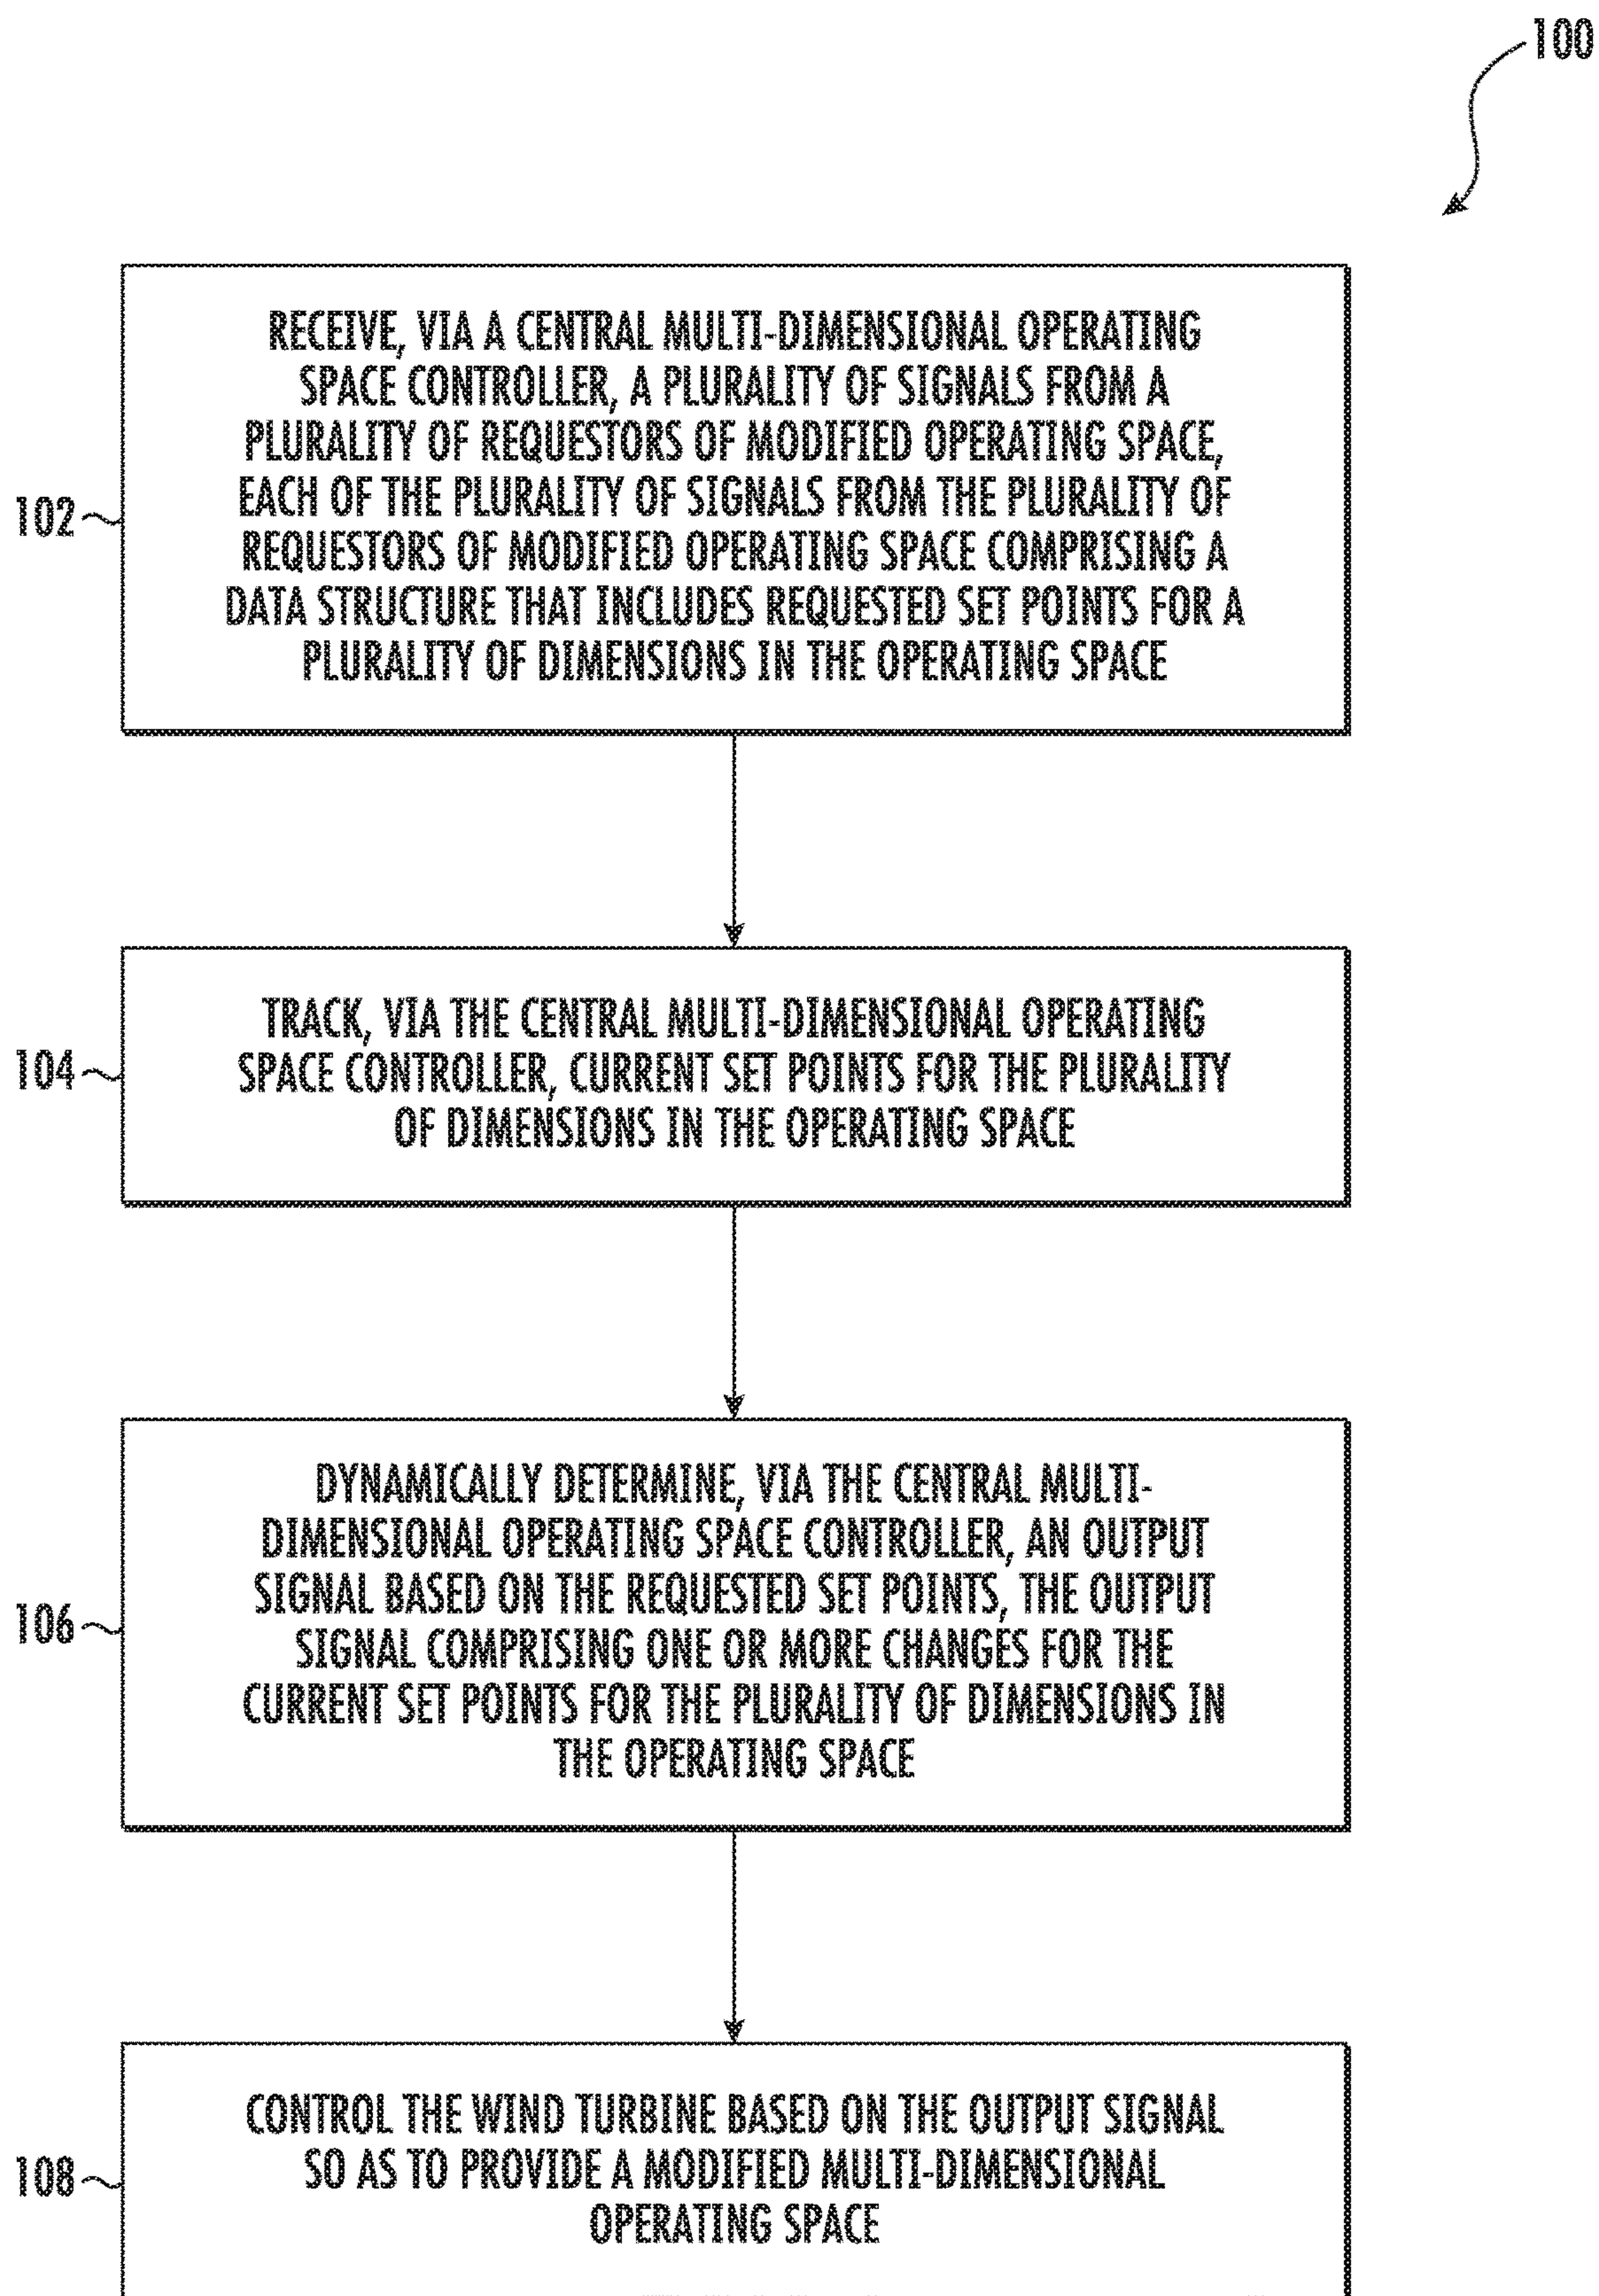 100
RECEIVE, VIA A CENTRAL MULTI-DIMENSIONAL OPERATING
SPACE CONTROLLER, A PLURALITY OF SIGNALS FROM A
PLURALITY OF REQUESTORS OF MODIFIED OPERATING SPACE,
EACH OF THE PLURALITY OF SIGNALS FROM THE PLURALITY OF
REQUESTORS OF MODIFIED OPERATING SPACE COMPRISING A
DATA STRUCTURE THAT INCLUDES REQUESTED SET POINTS FOR A
PLURALITY OF DIMENSIONS IN THE OPERATING SPACE
102
TRACK, VIA THE CENTRAL MULTI-DIMENSIONAL OPERATING
SPACE CONTROLLER, CURRENT SET POINTS FOR THE PLURALITY
OF DIMENSIONS IN THE OPERATING SPACE
104
DYNAMICALLY DETERMINE, VIA THE CENTRAL MULTI-
DIMENSIONAL OPERATING SPACE CONTROLLER, AN OUTPUT
SIGNAL BASED ON THE REQUESTED SET POINTS, THE OUTPUT
SIGNAL COMPRISING ONE OR MORE CHANGES FOR THE
CURRENT SET POINTS FOR THE PLURALITY OF DIMENSIONS IN
THE OPERATING SPACE
106
CONTROL THE WIND TURBINE BASED ON THE OUTPUT SIGNAL
SO AS TO PROVIDE A MODIFIED MULTI-DIMENSIONAL
OPERATING SPACE
108